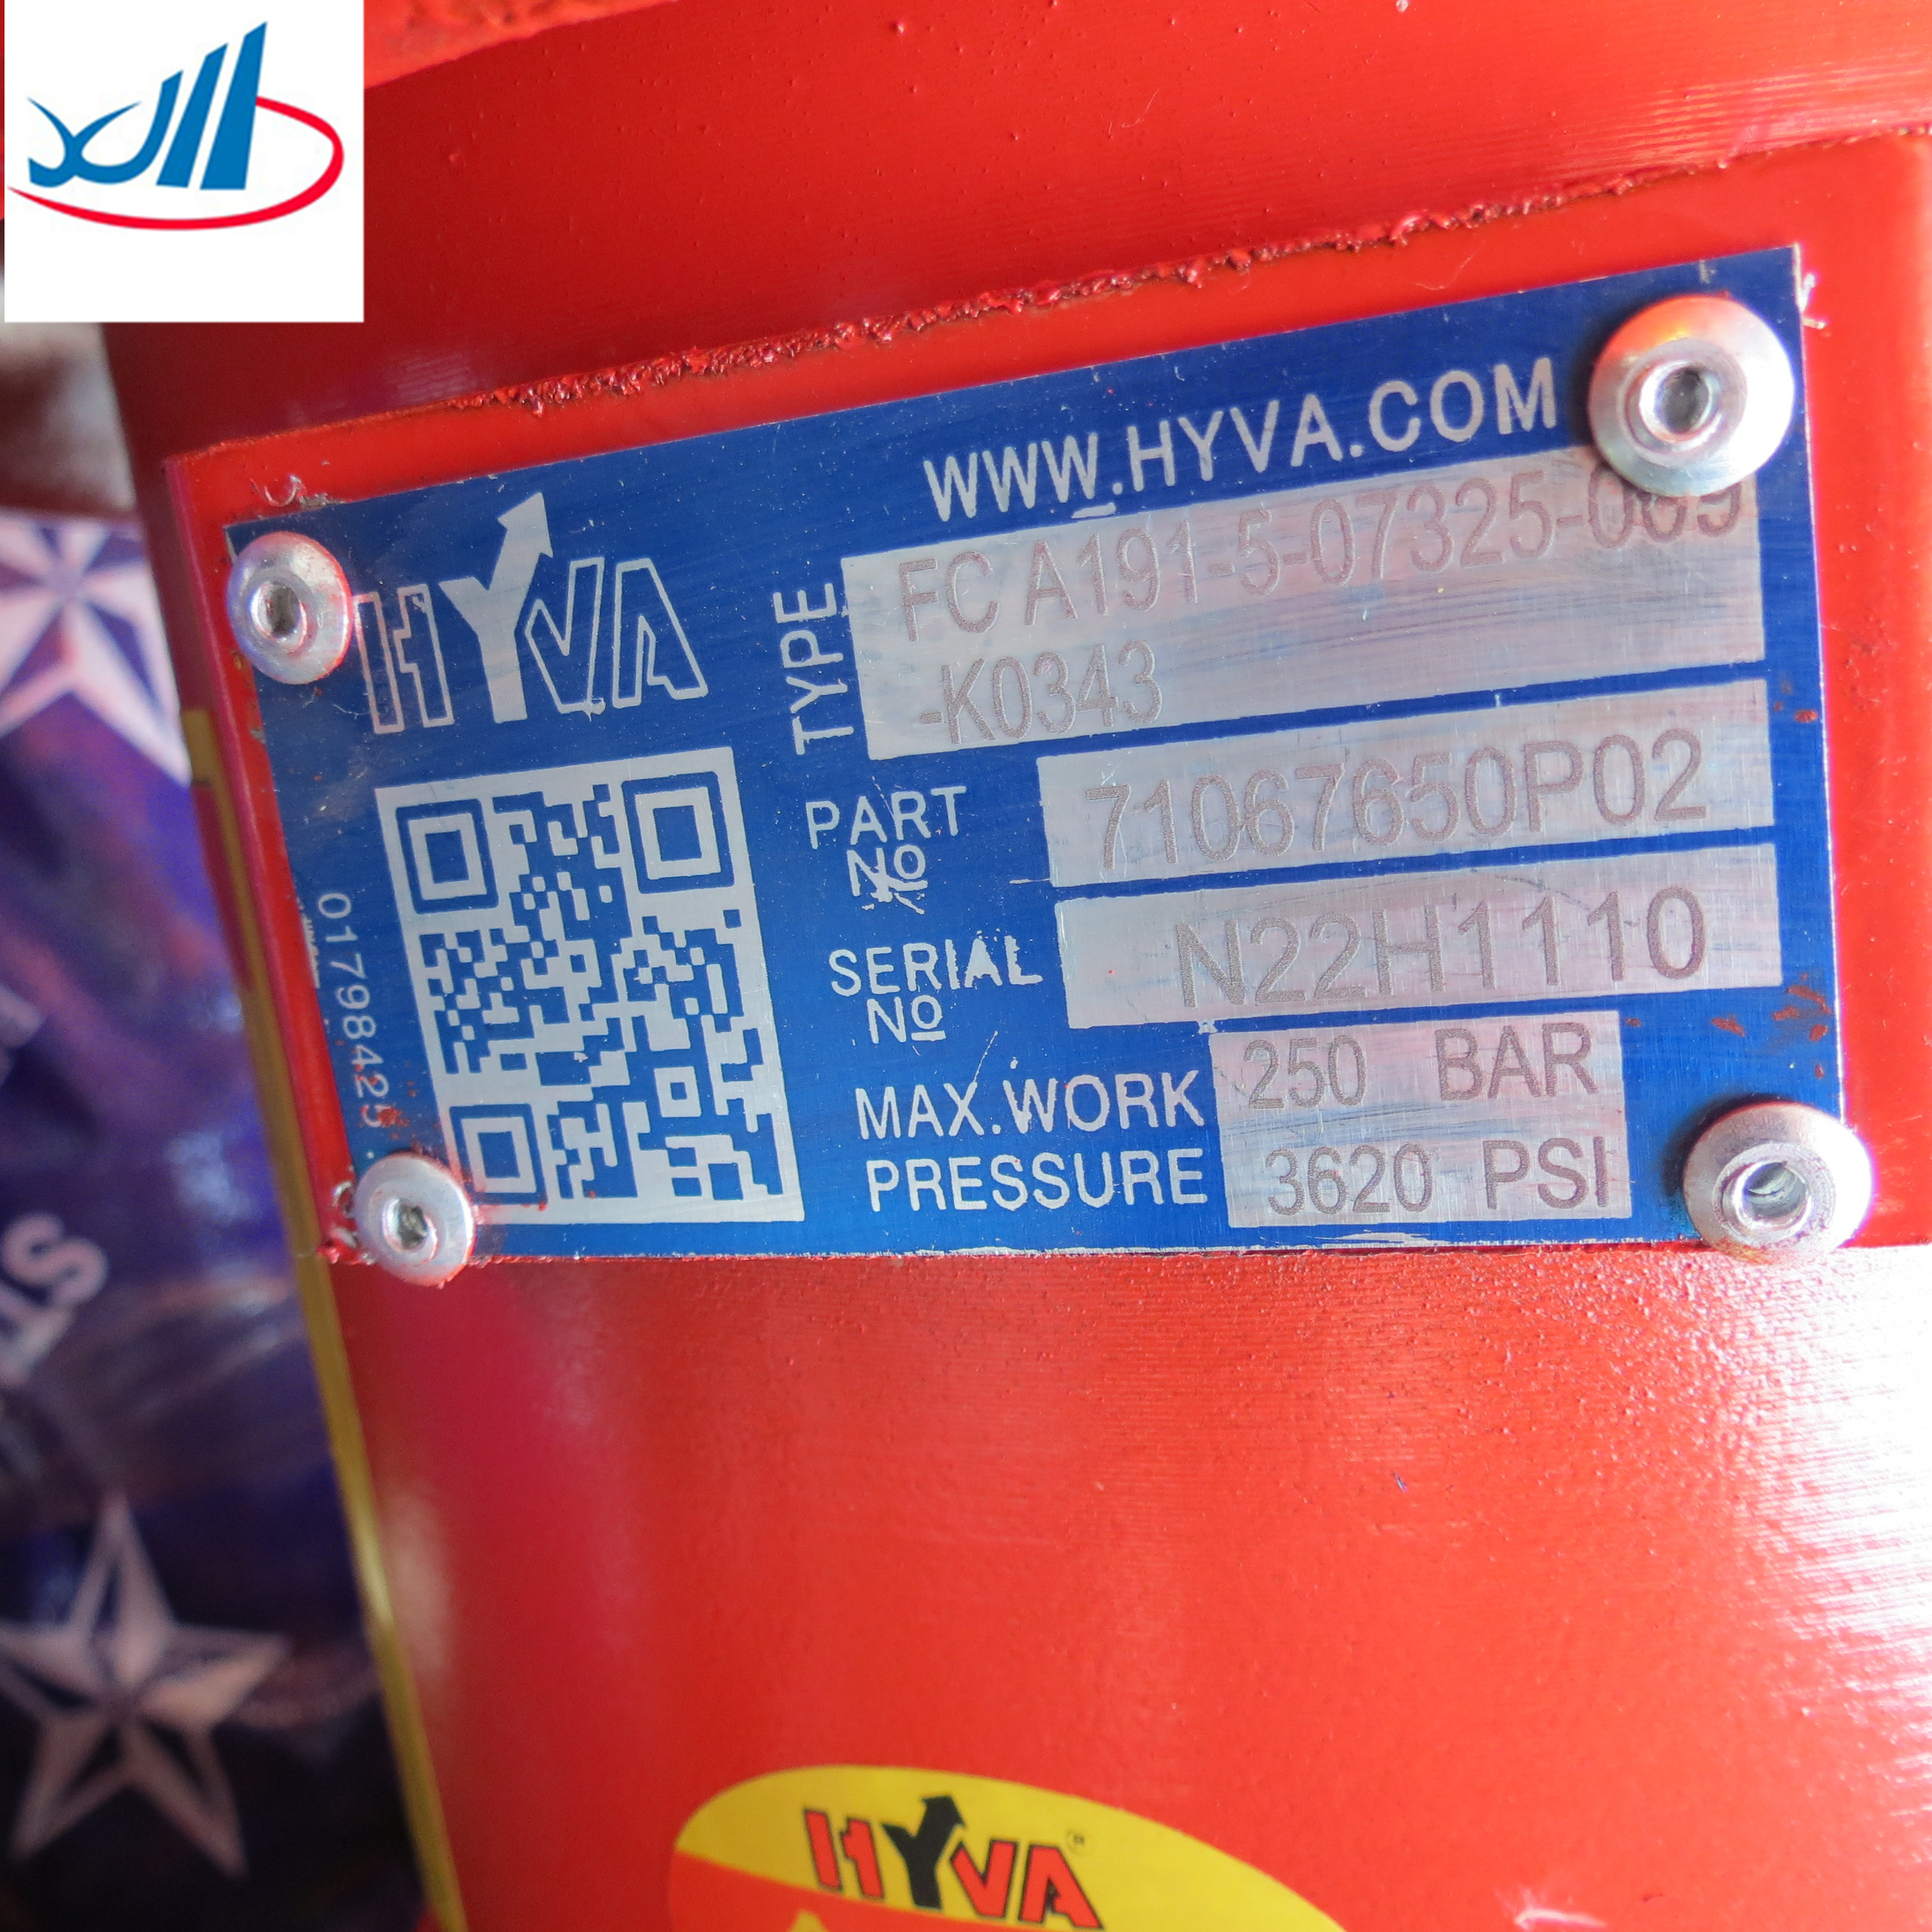 WWW.HYVA.COM
HYVA
TYPE
FC A191-5-07325-009
-K0343
PART No 71067650P02
SERIAL No N22H1110
MAX.WORK PRESSURE
250 BAR
3620 PSI
01798425
HYVA®